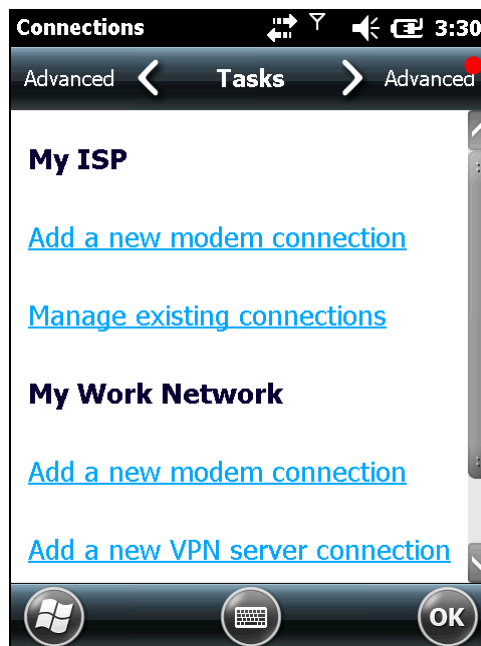 Connections 3:30
Advanced Tasks Advanced
My ISP
Add a new modem connection
Manage existing connections
My Work Network
Add a new modem connection
Add a new VPN server connection
OK